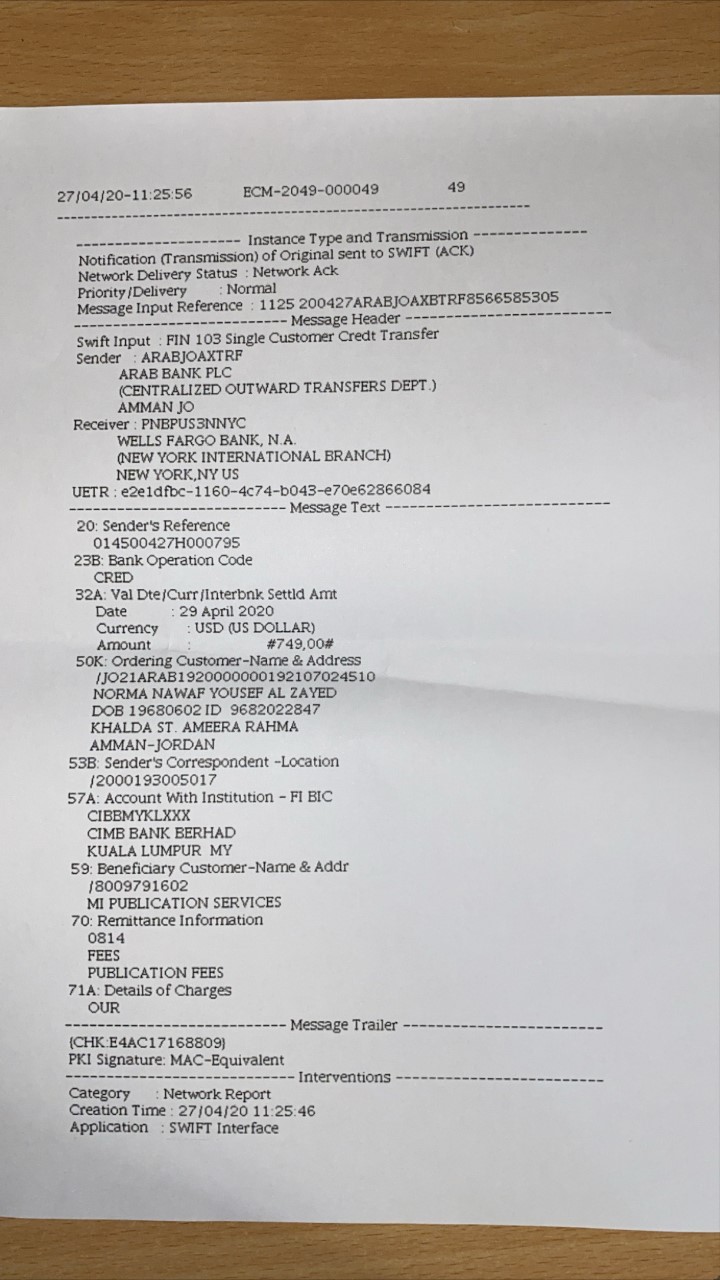 27/04/20-11:25:56 ECM-2049-000049 49
--------------------------------------------------------------
--------------------- Instance Type and Transmission --------------
Notification (Transmission) of Original sent to SWIFT (ACK)
Network Delivery Status : Network Ack
Priority/Delivery : Normal
Message Input Reference : 1125 200427ARABJOAXBTRF8566585305
--------------------------- Message Header -------------------------
Swift Input : FIN 103 Single Customer Credt Transfer
Sender : ARABJOAXTRF
ARAB BANK PLC
(CENTRALIZED OUTWARD TRANSFERS DEPT.)
AMMAN JO
Receiver : PNBPUS3NNYC
WELLS FARGO BANK, N.A.
(NEW YORK INTERNATIONAL BRANCH)
NEW YORK,NY US
UETR : e2e1dfbc-1160-4c74-b043-e70e62866084
--------------------------- Message Text ---------------------------
20: Sender's Reference
014500427H000795
23B: Bank Operation Code
CRED
32A: Val Dte/Curr/Interbnk Settld Amt
Date : 29 April 2020
Currency : USD (US DOLLAR)
Amount : #749,00#
50K: Ordering Customer-Name & Address
/JO21ARAB1920000000192107024510
NORMA NAWAF YOUSEF AL ZAYED
DOB 19680602 ID 9682022847
KHALDA ST. AMEERA RAHMA
AMMAN-JORDAN
53B: Sender's Correspondent -Location
/2000193005017
57A: Account With Institution - FI BIC
CIBBMYKLXXX
CIMB BANK BERHAD
KUALA LUMPUR MY
59: Beneficiary Customer-Name & Addr
/8009791602
MI PUBLICATION SERVICES
70: Remittance Information
0814
FEES
PUBLICATION FEES
71A: Details of Charges
OUR
--------------------------- Message Trailer ------------------------
{CHK:E4AC17168809}
PKI Signature: MAC-Equivalent
---------------------------- Interventions -------------------------
Category : Network Report
Creation Time : 27/04/20 11:25:46
Application : SWIFT Interface